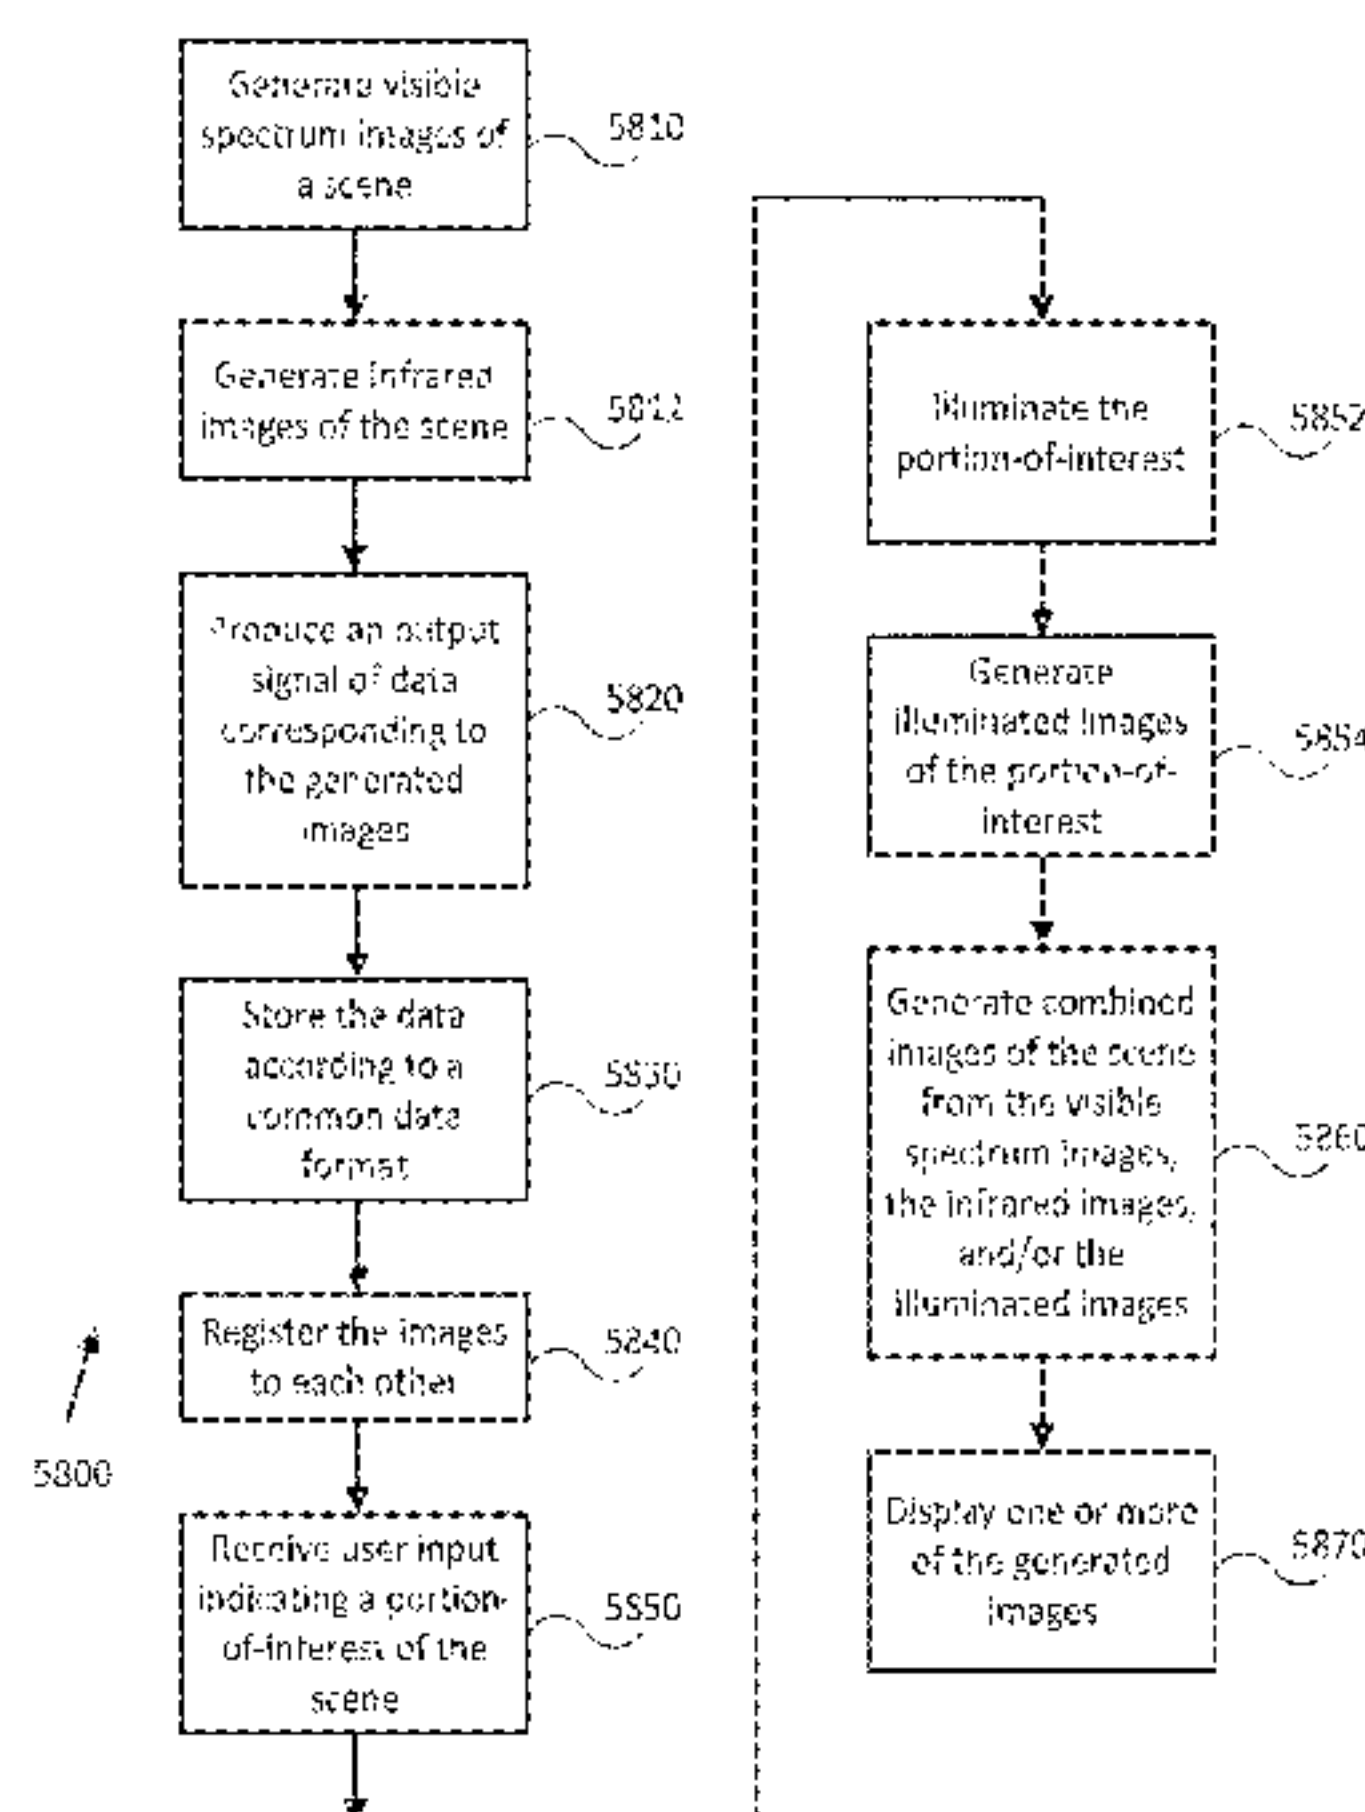 Generate visible
spectrum images of
a scene
5810
Generate infrared
images of the scene
5812
Produce an output
signal of data
corresponding to
the generated
images
5820
Store the data
according to a
common data
format
5830
Register the images
to each other
5840
5800
Receive user input
indicating a portion-
of-interest of the
scene
5850
Illuminate the
portion-of-interest
5852
Generate
illuminated images
of the portion-of-
interest
5854
Generate combined
images of the scene
from the visible
spectrum images,
the infrared images,
and/or the
illuminated images
5860
Display one or more
of the generated
images
5870